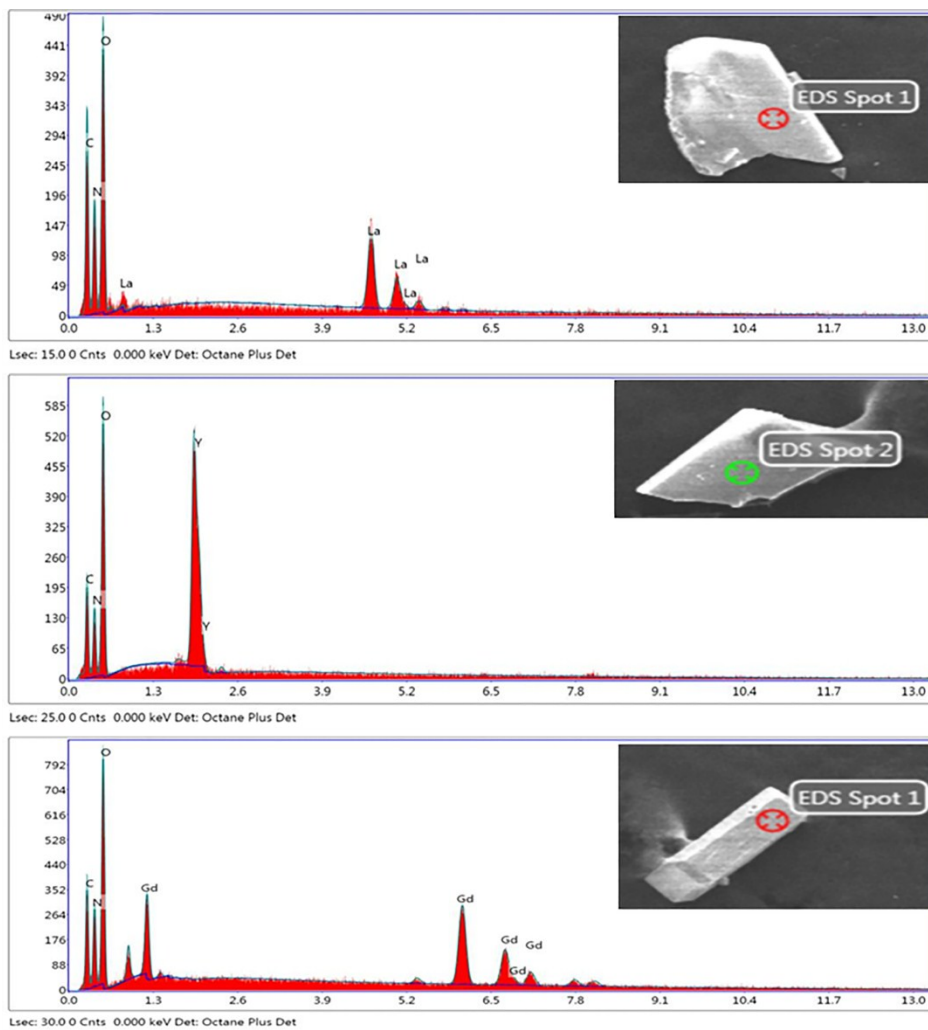 490
441
392
343
294
245
196
147
98
49
0
C
N
O
La
La
La
La
La
EDS Spot 1
0.0 1.3 2.6 3.9 5.2 6.5 7.8 9.1 10.4 11.7 13.0
Lsec: 15.0 0 Cnts 0.000 keV Det: Octane Plus Det
585
520
455
390
325
260
195
130
65
0
C
N
O
Y
Y
EDS Spot 2
0.0 1.3 2.6 3.9 5.2 6.5 7.8 9.1 10.4 11.7 13.0
Lsec: 25.0 0 Cnts 0.000 keV Det: Octane Plus Det
792
704
616
528
440
352
264
176
88
0
C
N
O
Gd
Gd
Gd
Gd
Gd
EDS Spot 1
0.0 1.3 2.6 3.9 5.2 6.5 7.8 9.1 10.4 11.7 13.0
Lsec: 30.0 0 Cnts 0.000 keV Det: Octane Plus Det